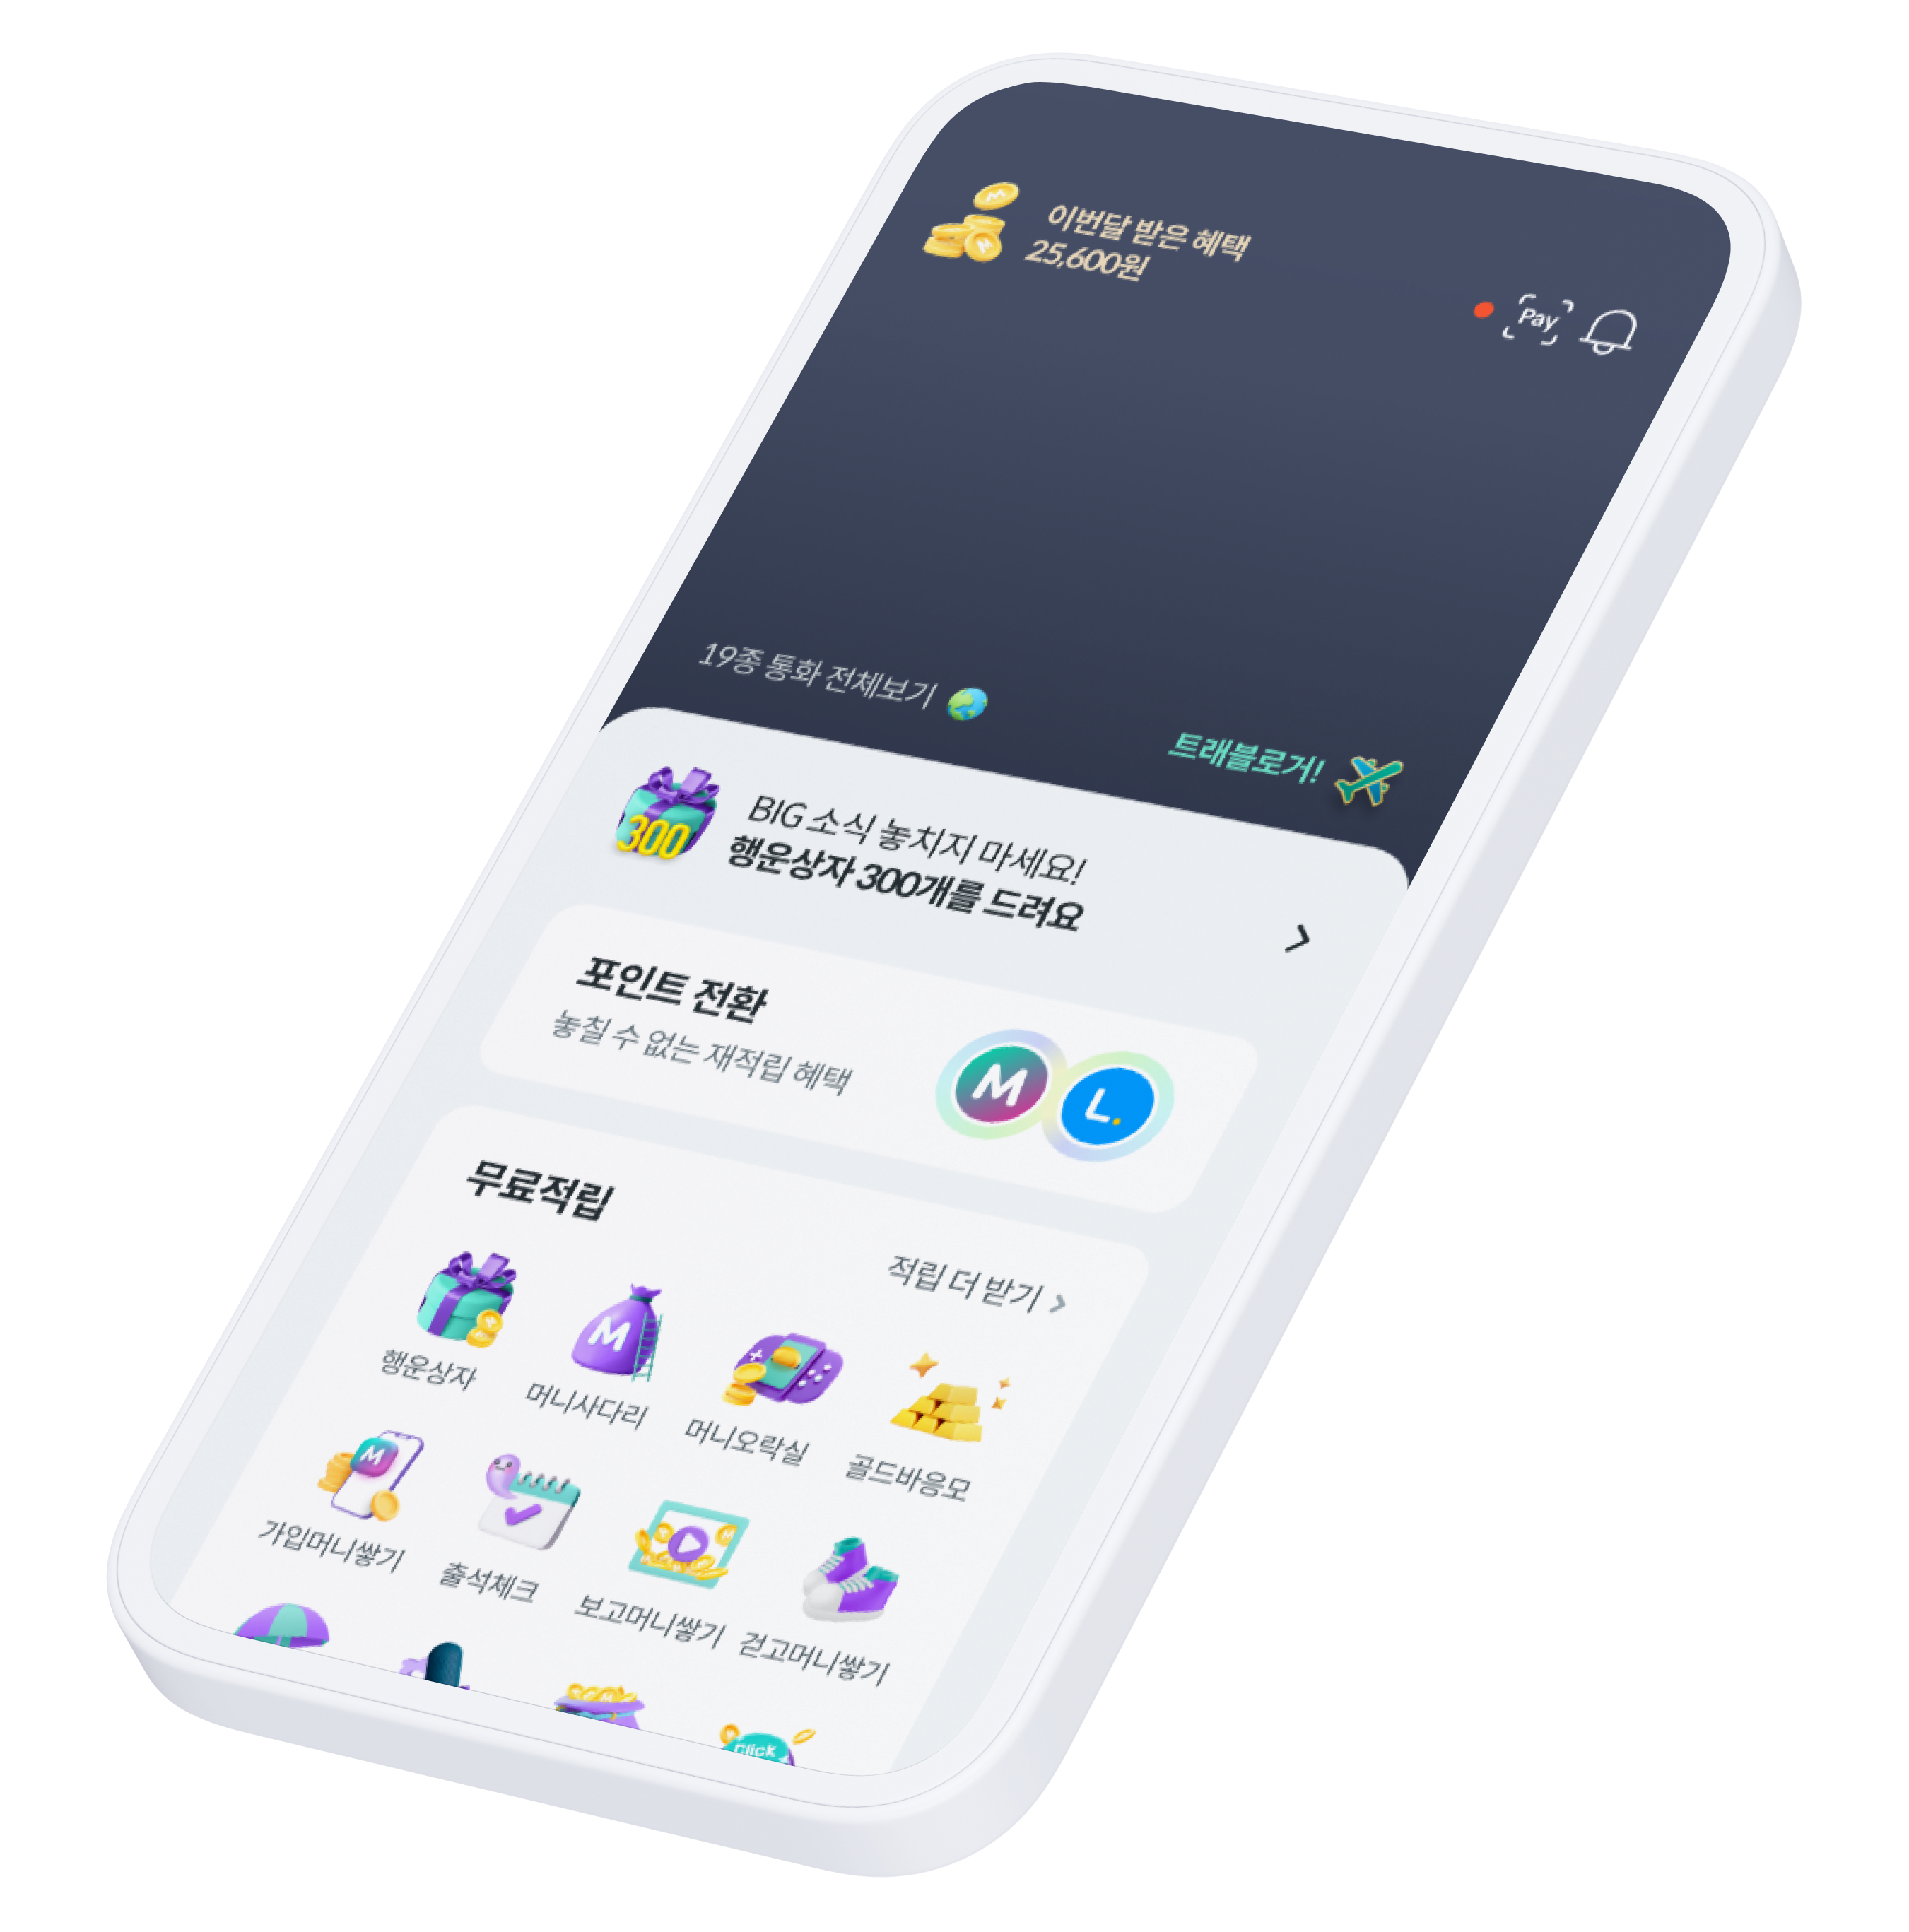 이번달 받은 혜택
25,600원
Pay
19종 통화 전체보기
트래블로거!
300
BIG 소식 놓치지 마세요!
행운상자 300개를 드려요
포인트 전환
놓칠 수 없는 재적립 혜택
M
L.
무료적립
적립 더 받기
M
행운상자
머니사다리
머니오락실
골드바응모
M
가입머니쌓기
출석체크
보고머니쌓기
걷고머니쌓기
Click